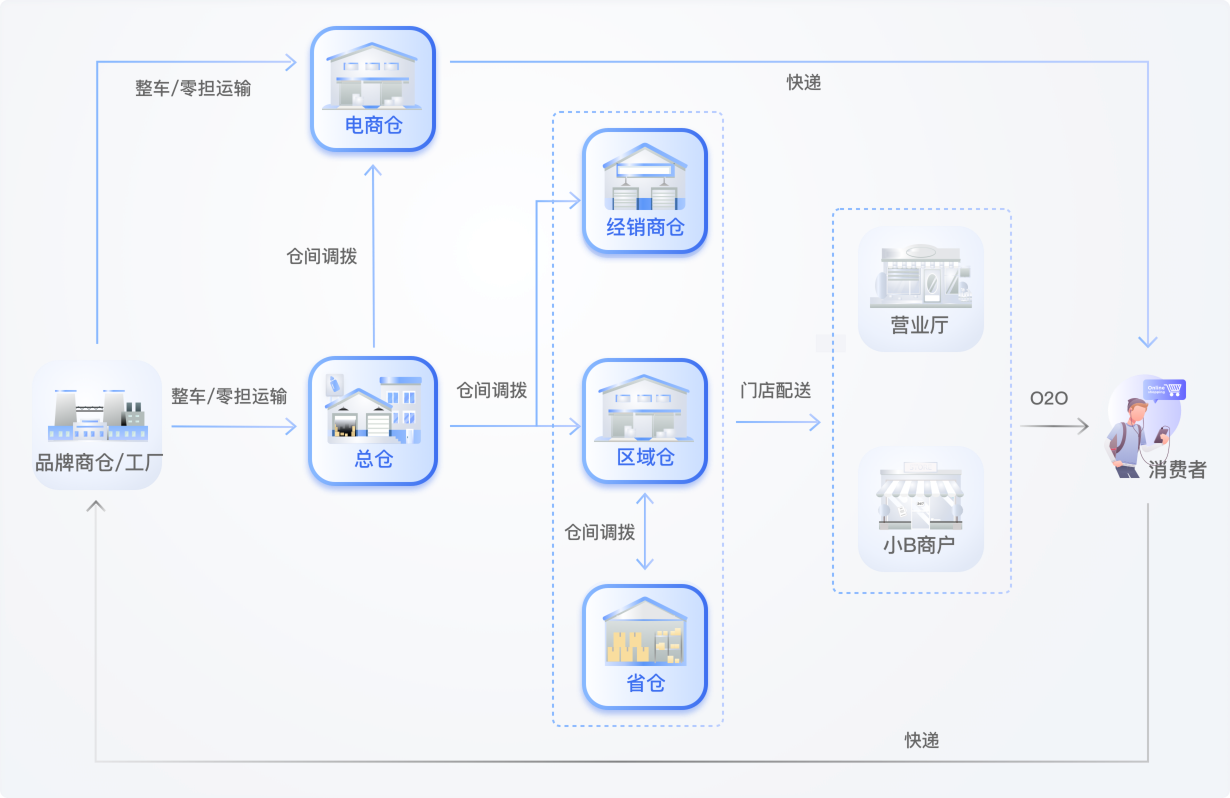 整车/零担运输
电商仓
快递
经销商仓
仓间调拨
营业厅
品牌商仓/工厂
整车/零担运输
总仓
仓间调拨
区域仓
门店配送
O2O
Online
消费者
仓间调拨
小B商户
省仓
快递